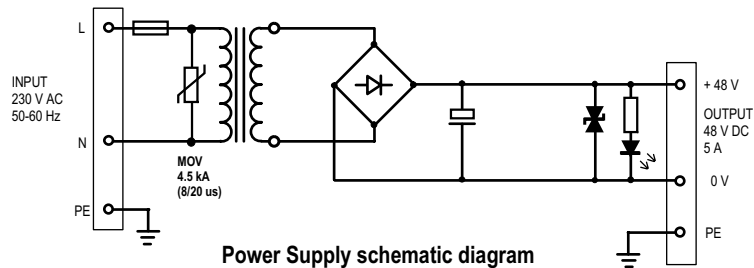 L
INPUT
230 V AC
50-60 Hz
N
PE
MOV
4.5 kA
(8/20 us)
+ 48 V
OUTPUT
48 V DC
5 A
0 V
PE
Power Supply schematic diagram